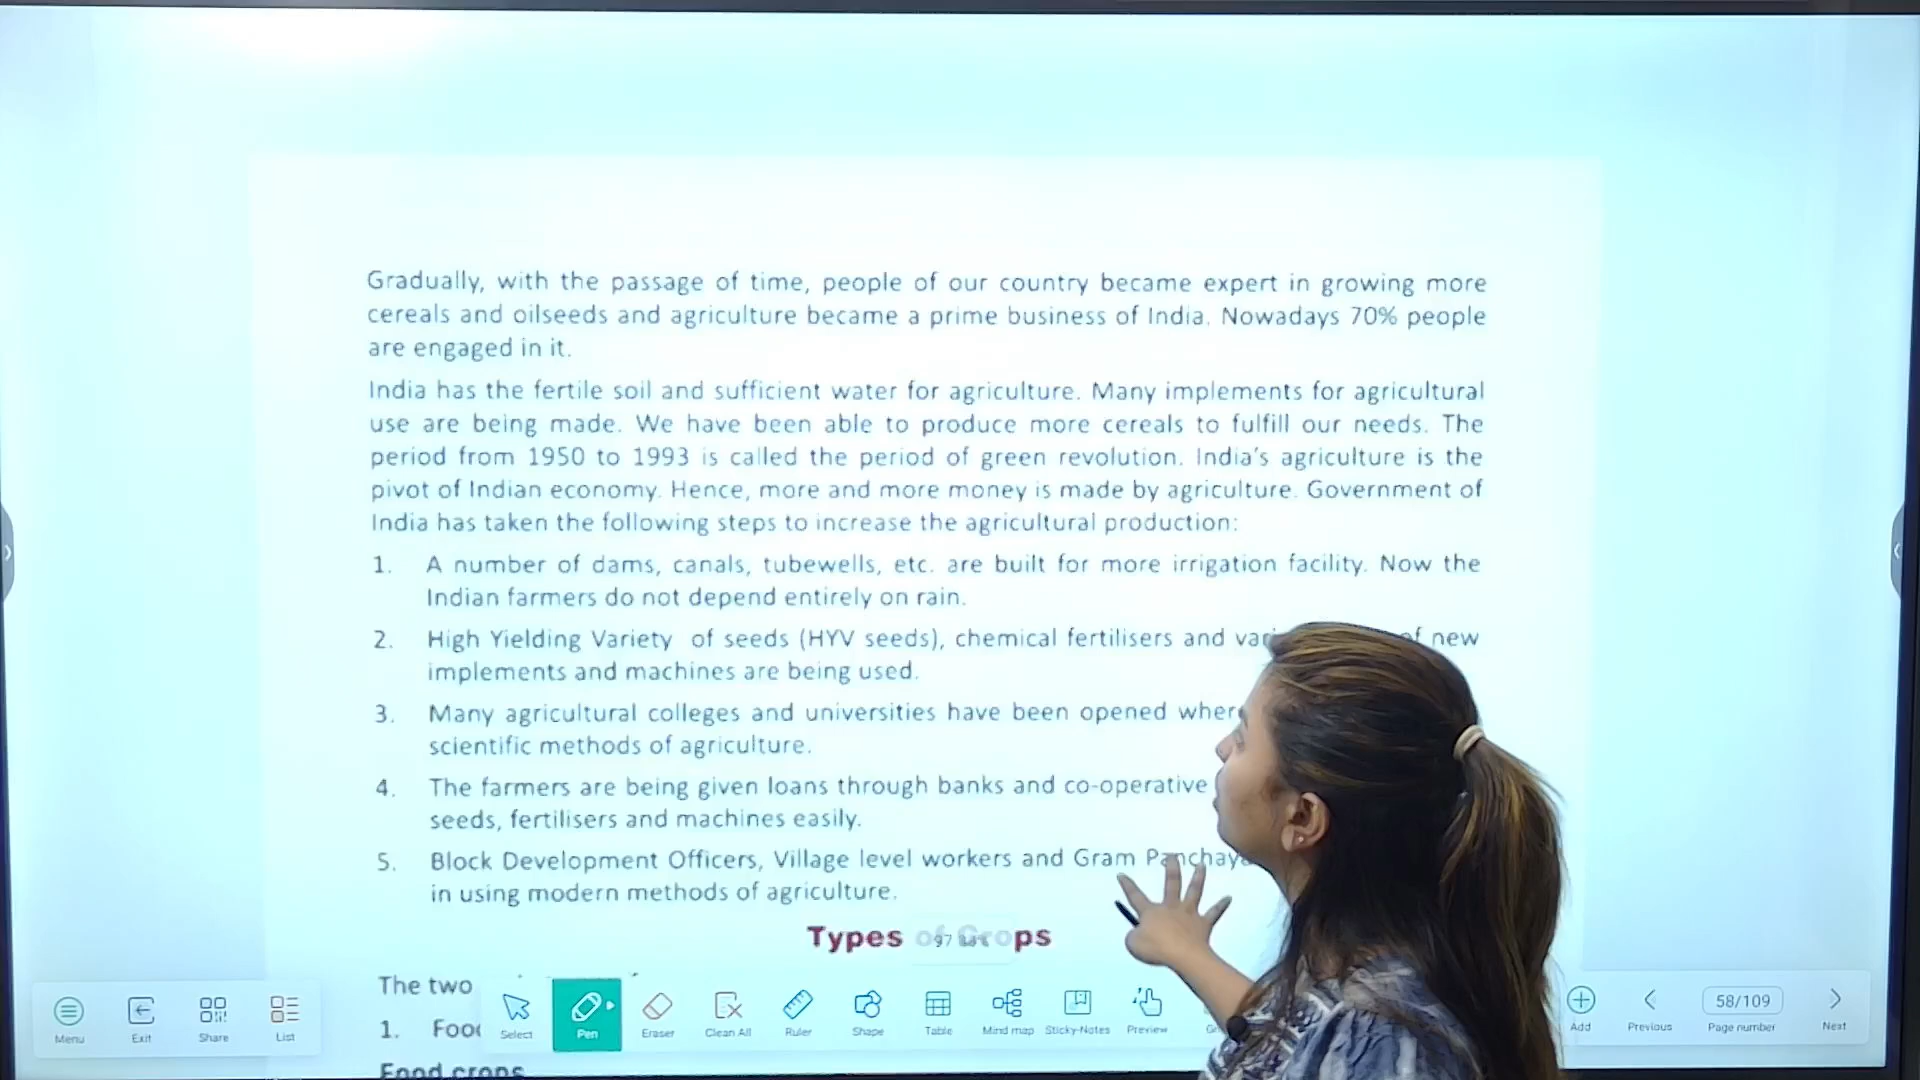 Gradually, with the passage of time, people of our country became expert in growing more
cereals and oilseeds and agriculture became a prime business of India. Nowadays 70% people
are engaged in it.
India has the fertile soil and sufficient water for agriculture. Many implements for agricultural
use are being made. We have been able to produce more cereals to fulfill our needs. The
period from 1950 to 1993 is called the period of green revolution. India's agriculture is the
pivot of Indian economy. Hence, more and more money is made by agriculture. Government of
India has taken the following steps to increase the agricultural production:
1. A number of dams, canals, tubewells, etc. are built for more irrigation facility. Now the
Indian farmers do not depend entirely on rain.
2. High Yielding Variety of seeds (HYV seeds), chemical fertilisers and new
implements and machines are being used.
3. Many agricultural colleges and universities have been opened
scientific methods of agriculture.
4. The farmers are being given loans through banks and co-operative
seeds, fertilisers and machines easily.
5. Block Development Officers, Village level workers and Gram
in using modern methods of agriculture.
Types of Crops
The two
1. Food
Food crops
Menu
Exit
Share
List
Select
Pen
Eraser
Clean All
Ruler
Shape
Table
Mind map
Sticky-Notes
Preview
Add
Previous
58/109
Page number
Next